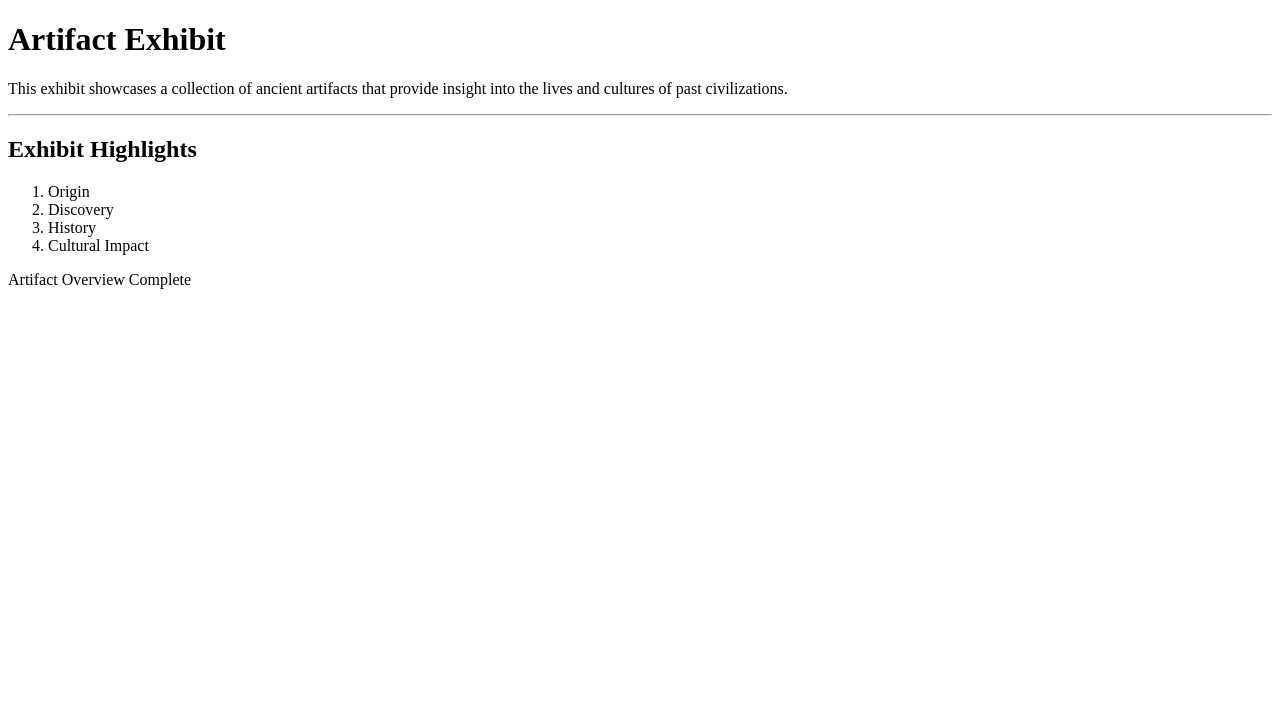 Artifact Exhibit
This exhibit showcases a collection of ancient artifacts that provide insight into the lives and cultures of past civilizations.
Exhibit Highlights
1. Origin
2. Discovery
3. History
4. Cultural Impact
Artifact Overview Complete